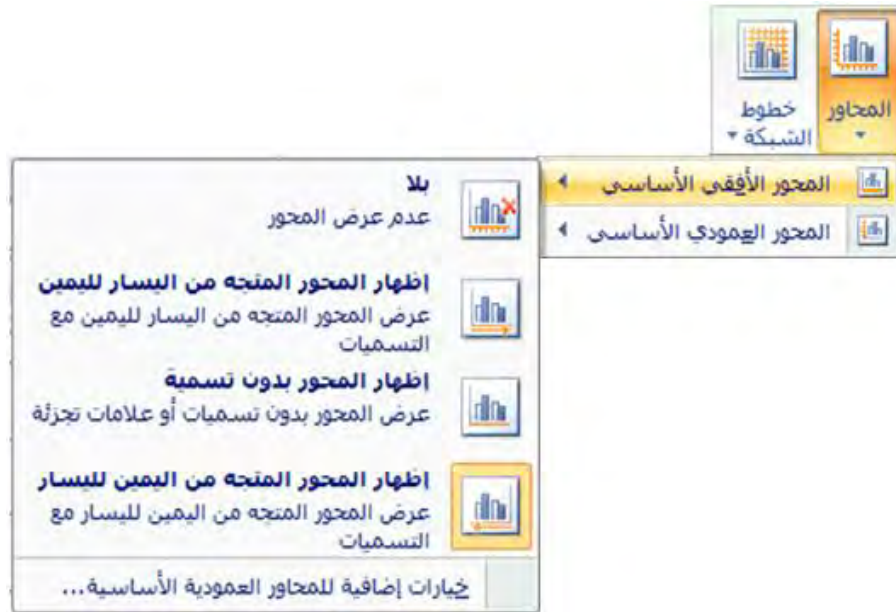 المحاور
خطوط
الشبكة
المحور الأفقي الأساسي
المحور العمودي الأساسي
بلا
عدم عرض المحور
إظهار المحور المتجه من اليسار لليمين
عرض المحور المتجه من اليسار لليمين مع
التسميات
إظهار المحور بدون تسمية
عرض المحور بدون تسميات أو علامات تجزئة
إظهار المحور المتجه من اليمين لليسار
عرض المحور المتجه من اليمين لليسار مع
التسميات
خيارات إضافية للمحاور العمودية الأساسية...